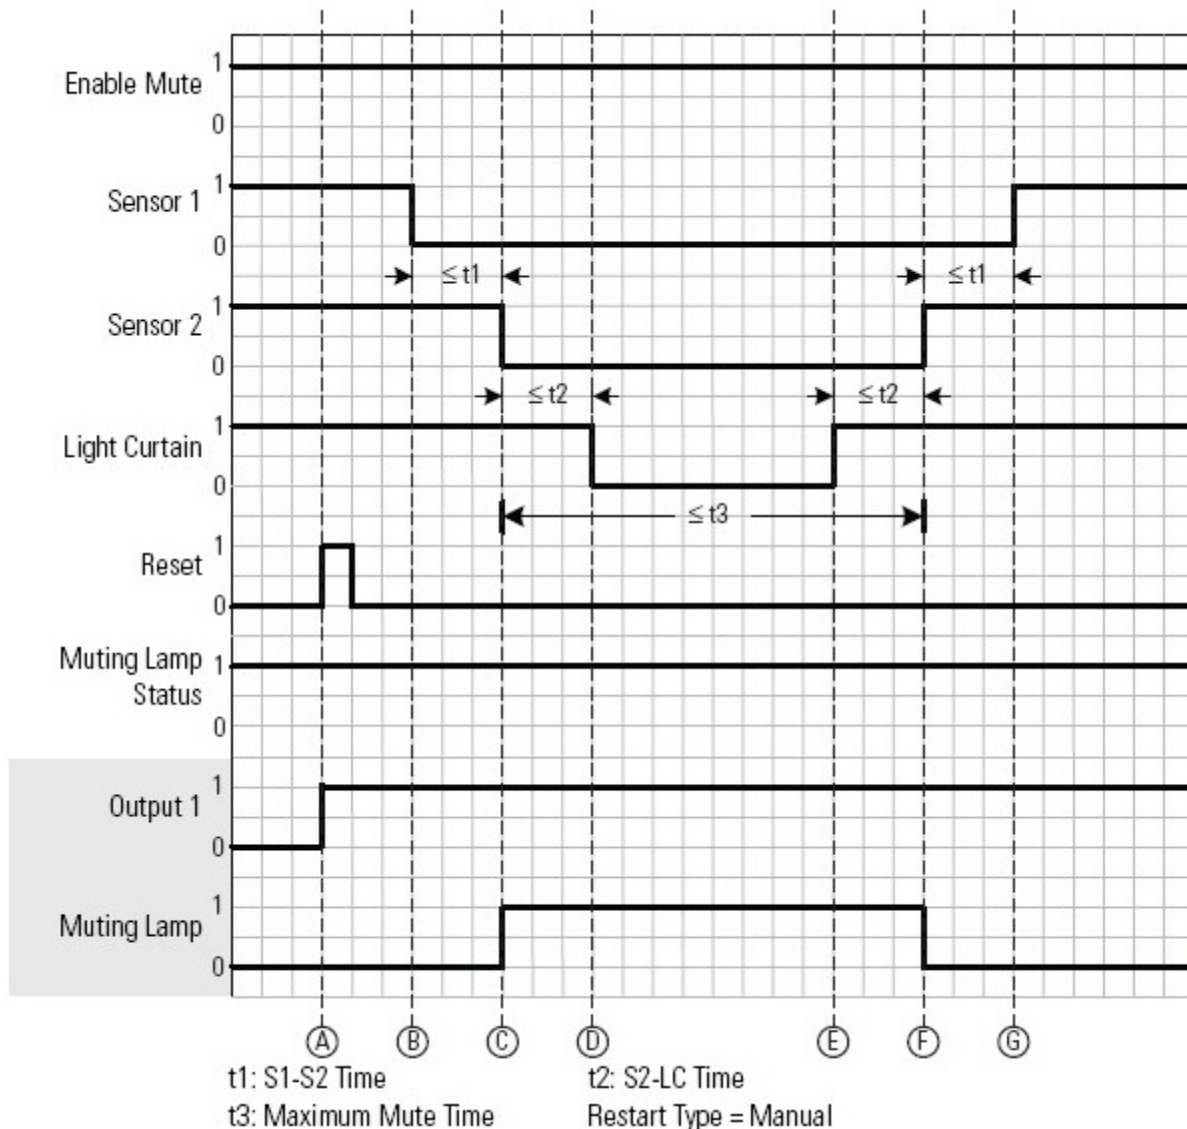 Enable Mute
1
0
Sensor 1
1
0
≤ t1
≤ t1
Sensor 2
1
0
≤ t2
≤ t2
Light Curtain
1
0
≤ t3
Reset
1
0
Muting Lamp
Status
1
0
Output 1
1
0
Muting Lamp
1
0
A B C D E F G
t1: S1-S2 Time t2: S2-LC Time
t3: Maximum Mute Time Restart Type = Manual